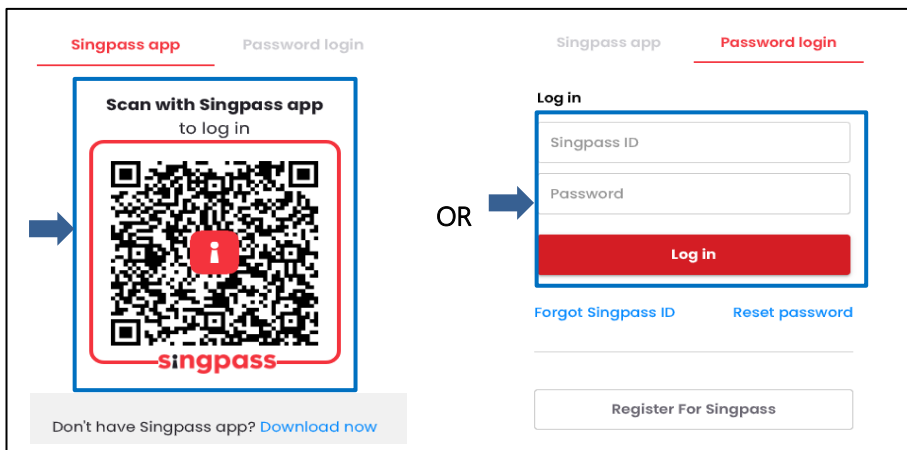 Singpass app
Password login
Scan with Singpass app
to log in
singpass
Don't have Singpass app? Download now
OR
Singpass app
Password login
Log in
Singpass ID
Password
Log in
Forgot Singpass ID
Reset password
Register For Singpass